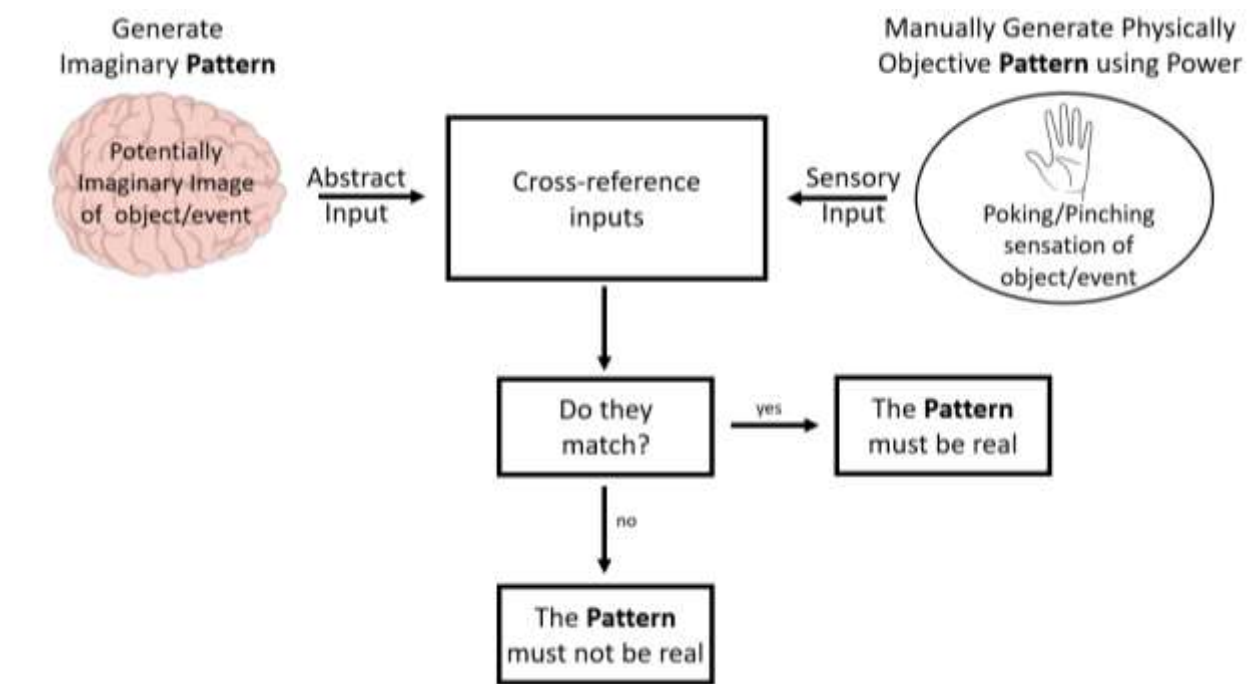 Generate
Imaginary Pattern
Manually Generate Physically
Objective Pattern using Power
Potentially
Imaginary Image
of object/event
Abstract
Input
Cross-reference
inputs
Sensory
Input
Poking/Pinching
sensation of
object/event
Do they
match?
yes
The Pattern
must be real
no
The Pattern
must not be real